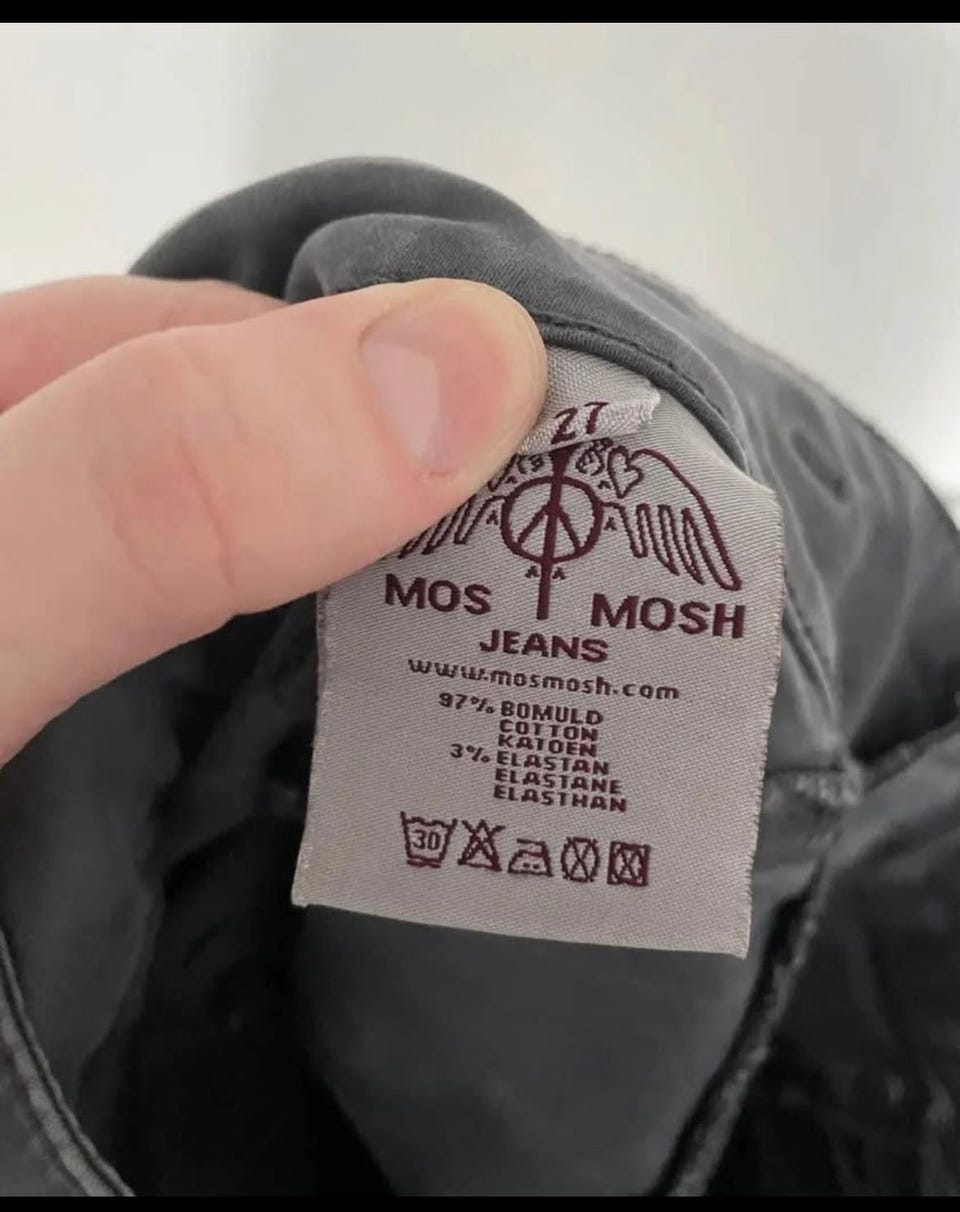 27
MOS MOSH
JEANS
www.mosmosh.com
97% BOMULD
COTTON
KATOEN
3% ELASTAN
ELASTANE
ELASTHAN
30